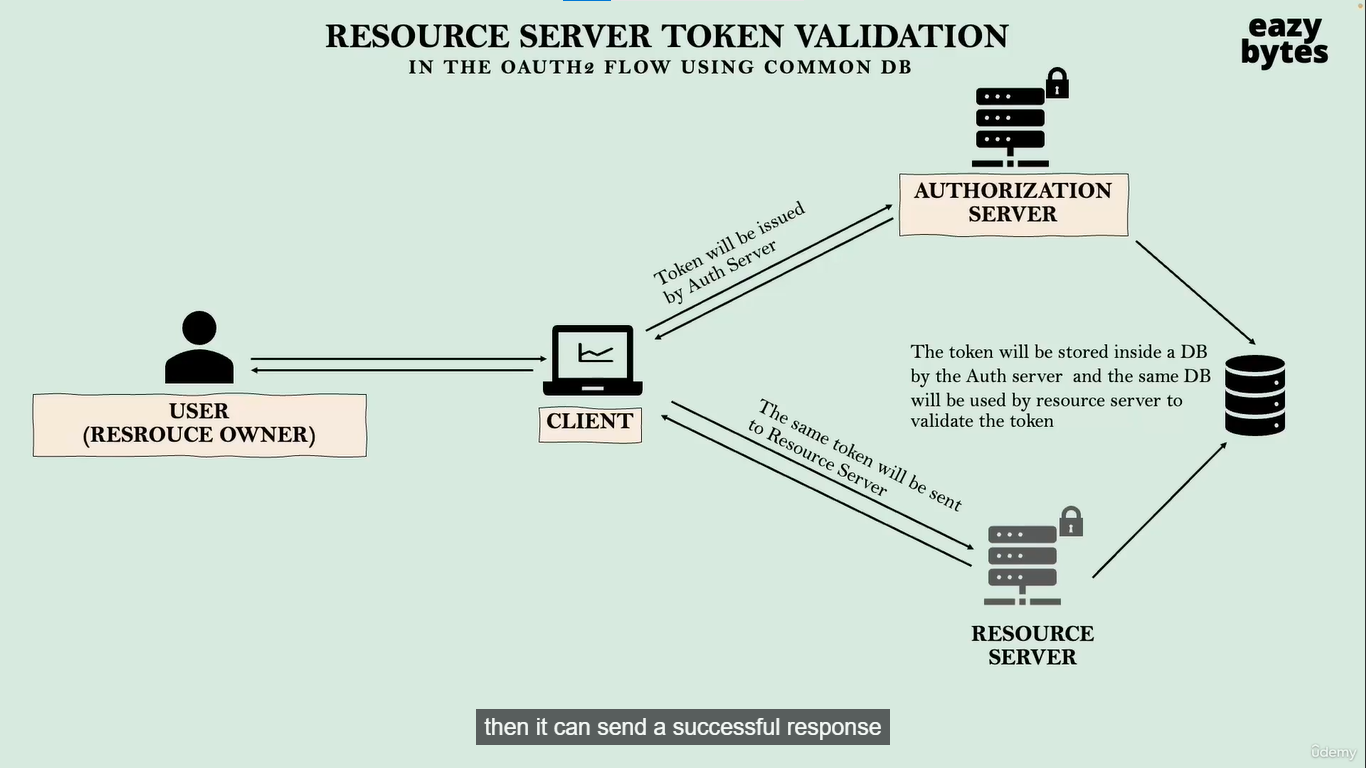 RESOURCE SERVER TOKEN VALIDATION
IN THE OAUTH2 FLOW USING COMMON DB
eazy
bytes
AUTHORIZATION
SERVER
Token will be issued
by Auth Server
USER
(RESROUCE OWNER)
CLIENT
The token will be stored inside a DB
by the Auth server and the same DB
will be used by resource server to
validate the token
The same token will be sent
to Resource Server
RESOURCE
SERVER
then it can send a successful response
ûdemy